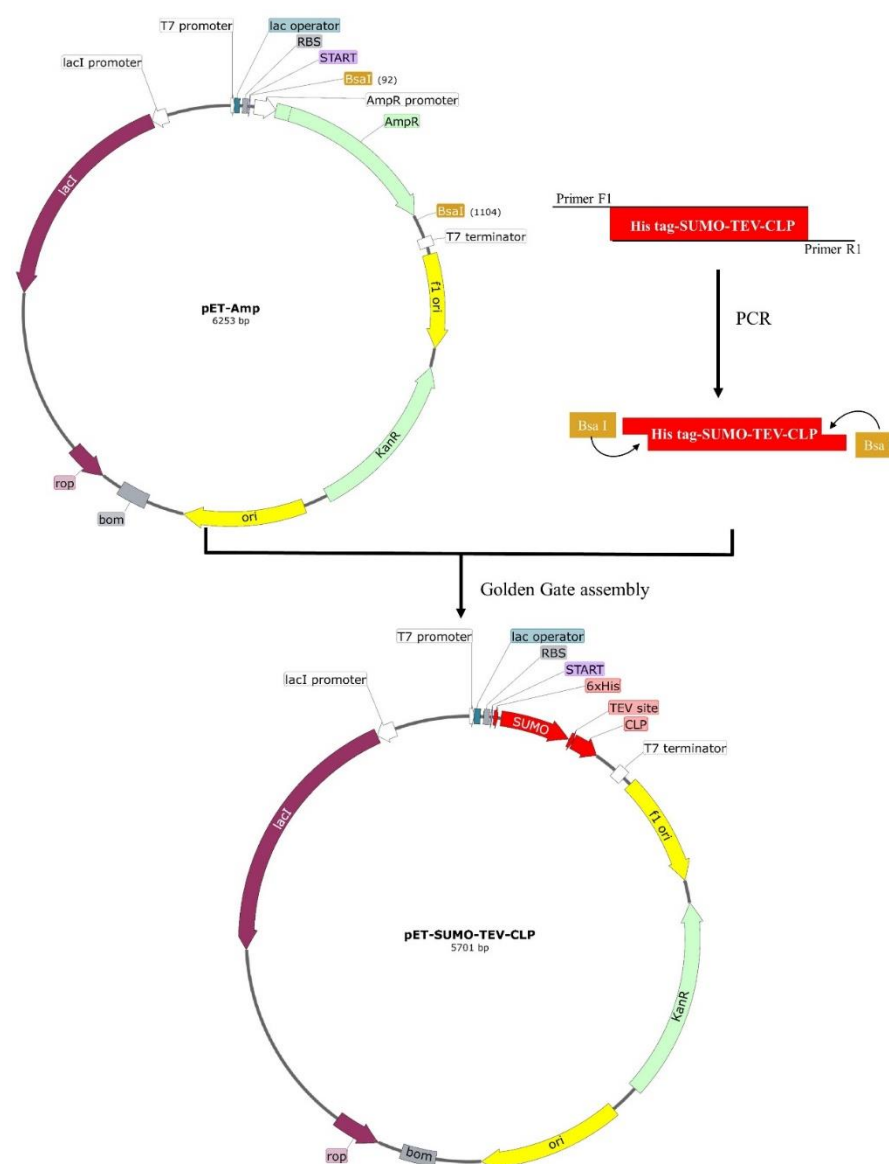 T7 promoter
lac operator
RBS
START
lacI promoter
BsaI (92)
AmpR promoter
AmpR
lacI
BsaI (1104)
T7 terminator
f1 ori
pET-Amp
6253 bp
KanR
rop
bom
ori
Primer F1
His tag-SUMO-TEV-CLP
Primer R1
PCR
Bsa I
His tag-SUMO-TEV-CLP
Bsa
Golden Gate assembly
T7 promoter
lac operator
RBS
START
lacI promoter
6xHis
TEV site
SUMO
CLP
T7 terminator
lacI
f1 ori
pET-SUMO-TEV-CLP
5701 bp
KanR
ori
rop
bom